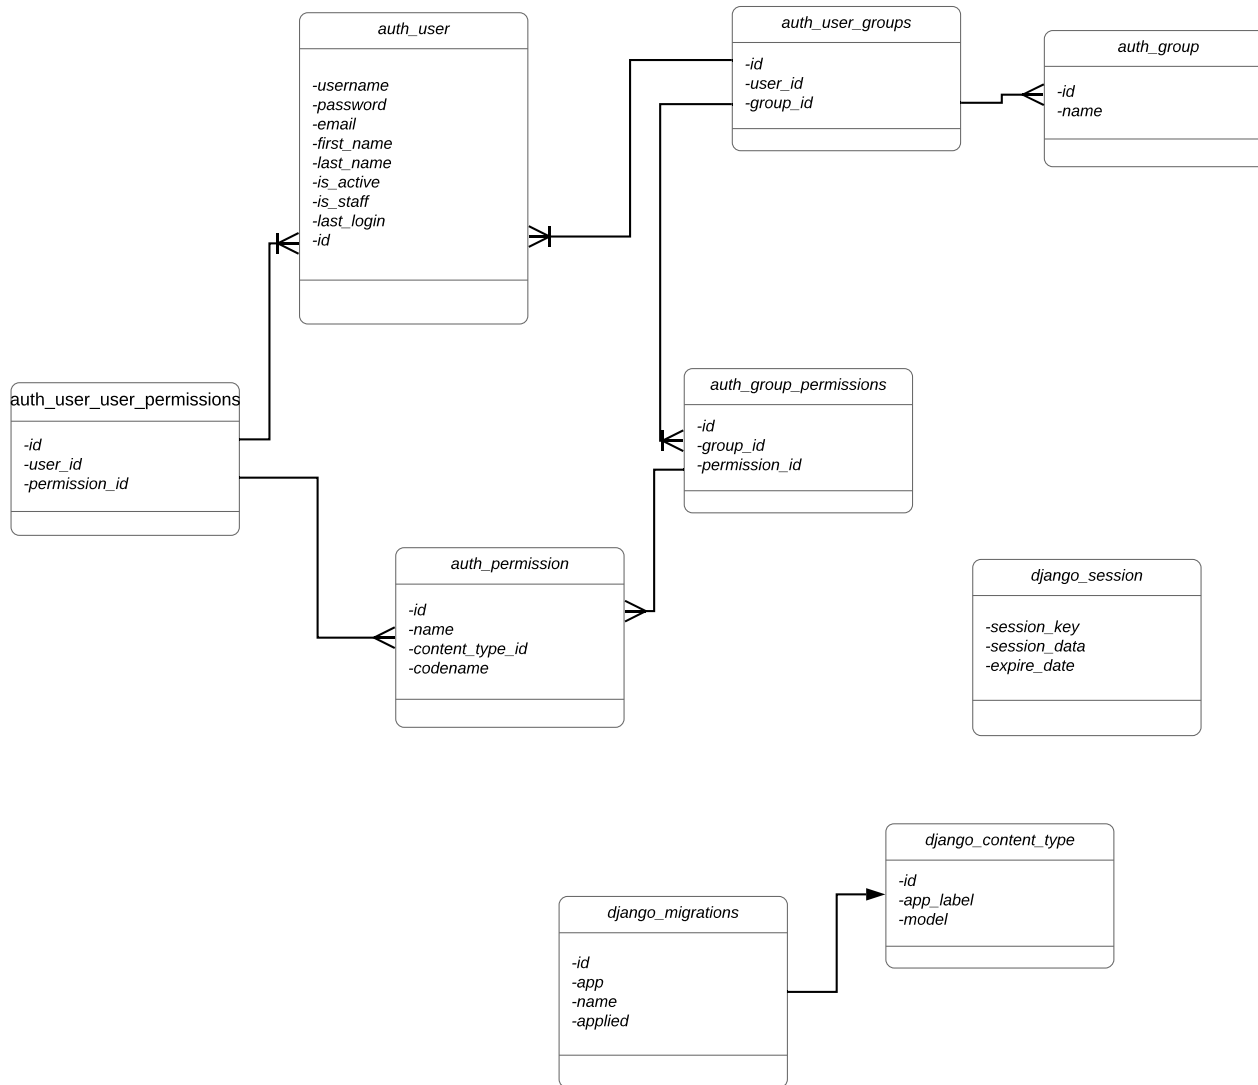 auth_user
-username
-password
-email
-first_name
-last_name
-is_active
-is_staff
-last_login
-id
auth_user_groups
-id
-user_id
-group_id
auth_group
-id
-name
auth_user_user_permissions
-id
-user_id
-permission_id
auth_group_permissions
-id
-group_id
-permission_id
auth_permission
-id
-name
-content_type_id
-codename
django_session
-session_key
-session_data
-expire_date
django_content_type
-id
-app_label
-model
django_migrations
-id
-app
-name
-applied